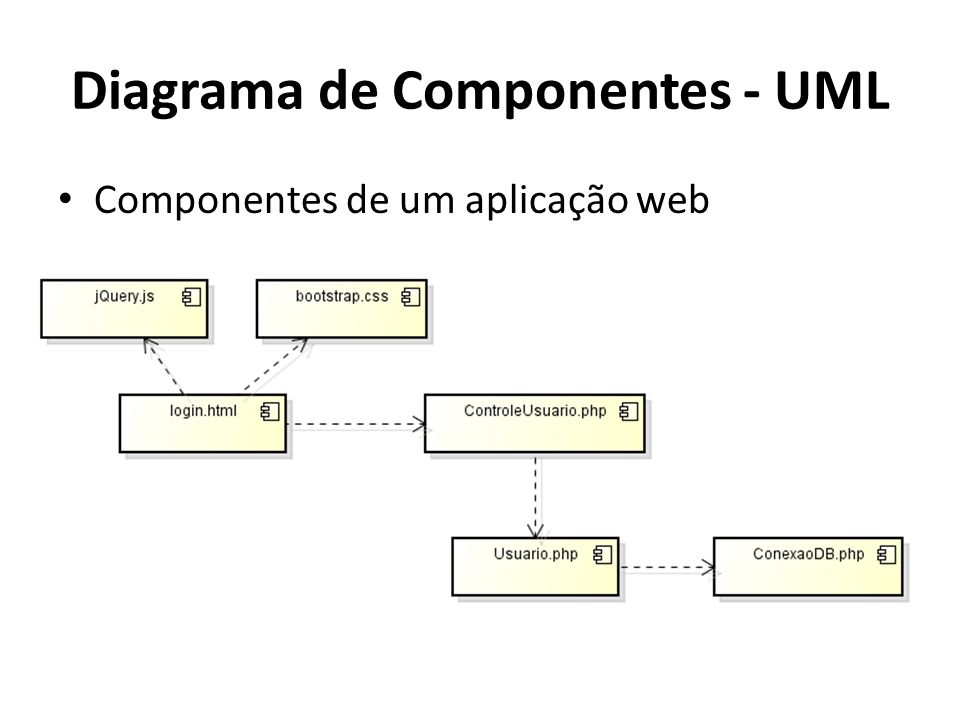 Diagrama de Componentes - UML
• Componentes de um aplicação web
jQuery.js
bootstrap.css
login.html
ControleUsuario.php
Usuario.php
ConexaoDB.php